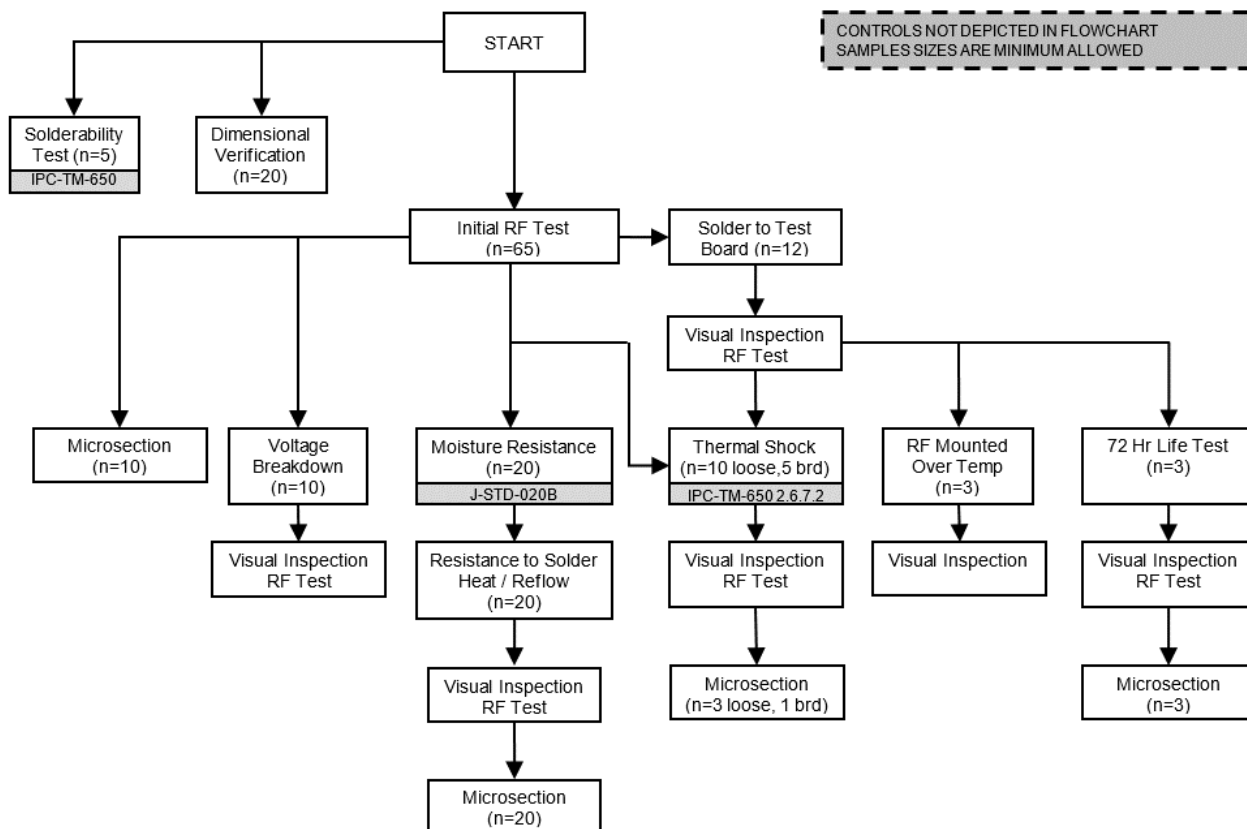 START
CONTROLS NOT DEPICTED IN FLOWCHART
SAMPLES SIZES ARE MINIMUM ALLOWED
Solderability
Test (n=5)
IPC-TM-650
Dimensional
Verification
(n=20)
Initial RF Test
(n=65)
Solder to Test
Board (n=12)
Visual Inspection
RF Test
Microsection
(n=10)
Voltage
Breakdown
(n=10)
Moisture Resistance
(n=20)
J-STD-020B
Thermal Shock
(n=10 loose,5 brd)
IPC-TM-650 2.6.7.2
RF Mounted
Over Temp
(n=3)
72 Hr Life Test
(n=3)
Visual Inspection
RF Test
Resistance to Solder
Heat / Reflow
(n=20)
Visual Inspection
RF Test
Visual Inspection
Visual Inspection
RF Test
Visual Inspection
RF Test
Microsection
(n=3 loose, 1 brd)
Microsection
(n=3)
Microsection
(n=20)